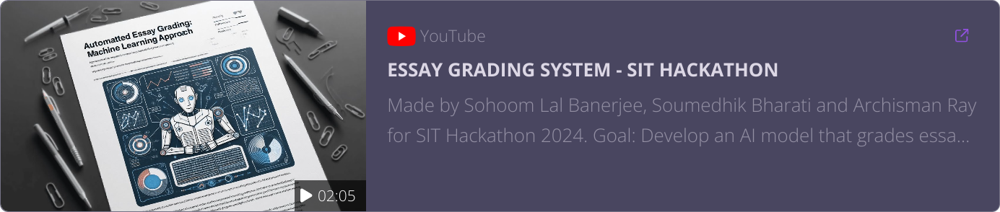 Automatted Essay Grading:
Machine Learning Approach
02:05
YouTube
ESSAY GRADING SYSTEM - SIT HACKATHON
Made by Sohoom Lal Banerjee, Soumedhik Bharati and Archisman Ray
for SIT Hackathon 2024. Goal: Develop an AI model that grades essa...